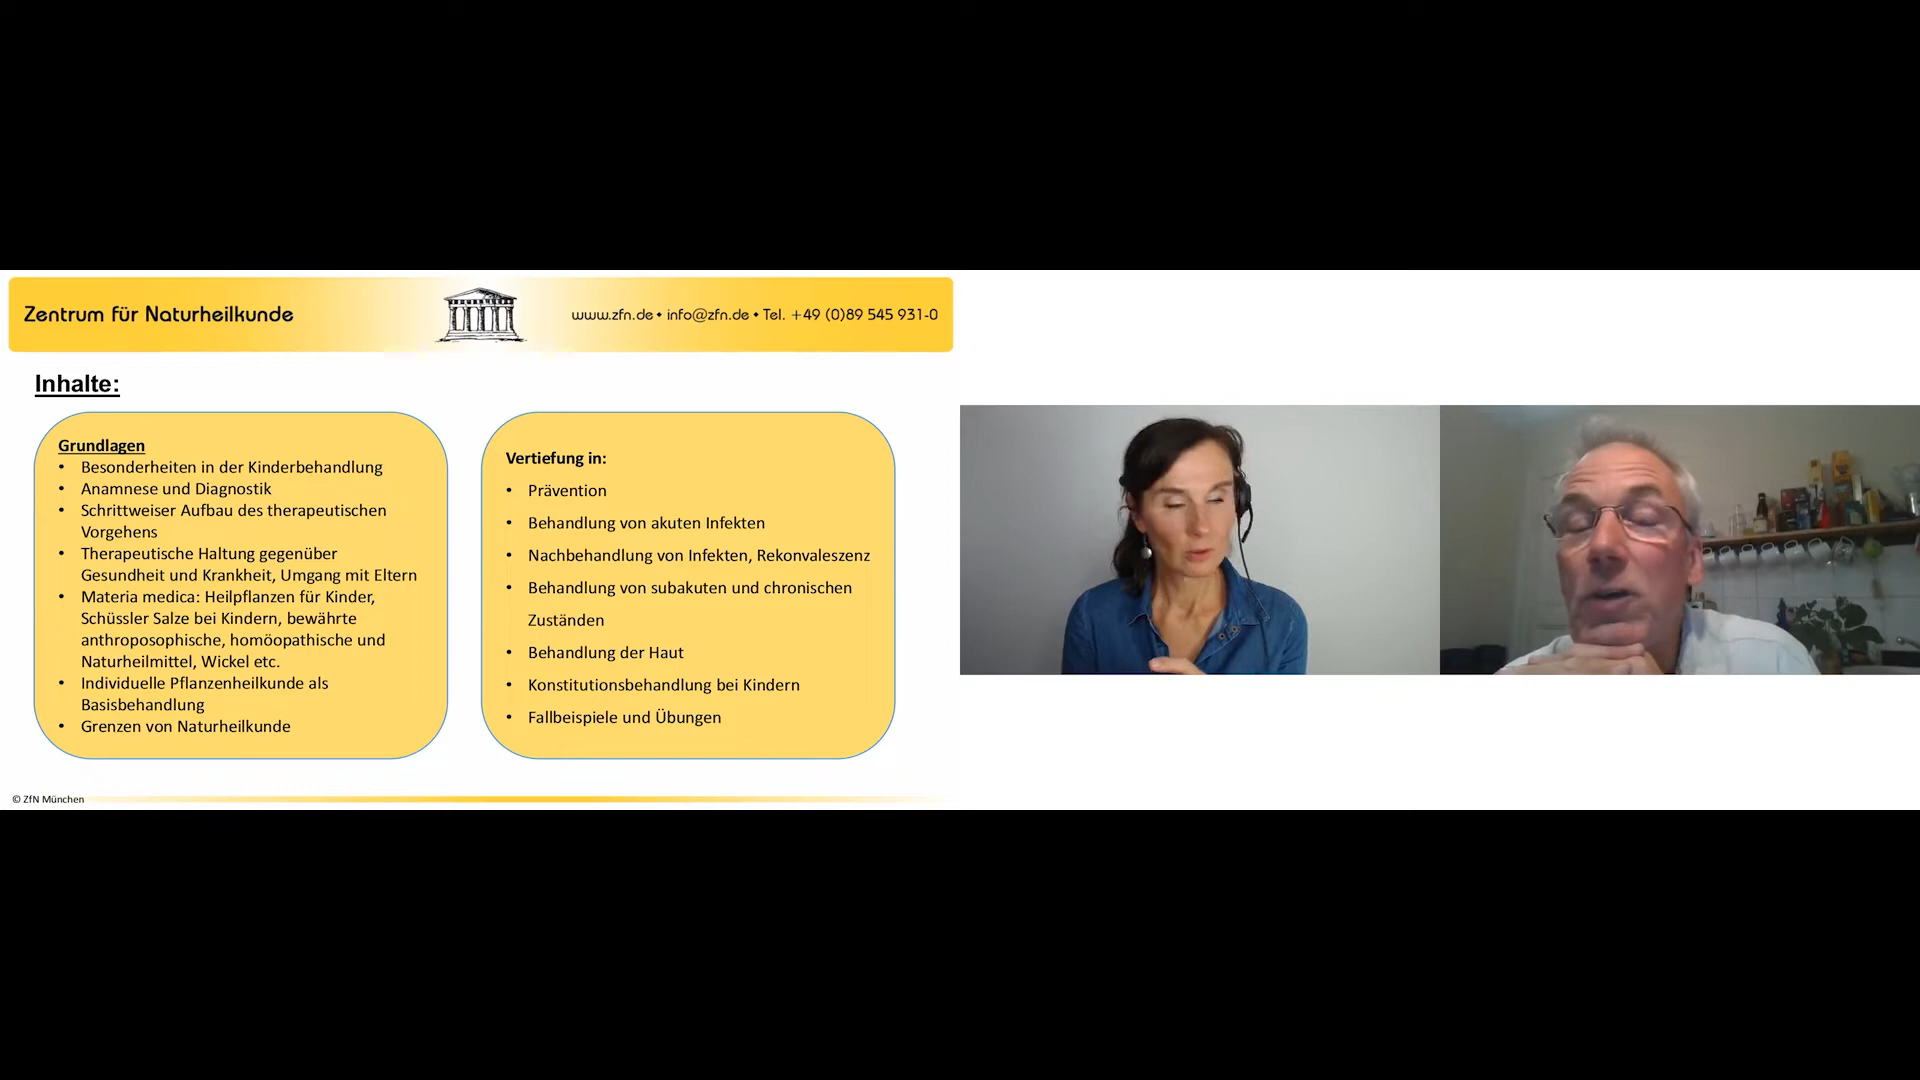 Zentrum für Naturheilkunde
www.zfn.de • info@zfn.de • Tel. +49 (0)89 545 931-0
Inhalte:
Grundlagen
• Besonderheiten in der Kinderbehandlung
• Anamnese und Diagnostik
• Schrittweiser Aufbau des therapeutischen
Vorgehens
• Therapeutische Haltung gegenüber
Gesundheit und Krankheit, Umgang mit Eltern
• Materia medica: Heilpflanzen für Kinder,
Schüssler Salze bei Kindern, bewährte
anthroposophische, homöopathische und
Naturheilmittel, Wickel etc.
• Individuelle Pflanzenheilkunde als
Basisbehandlung
• Grenzen von Naturheilkunde
Vertiefung in:
• Prävention
• Behandlung von akuten Infekten
• Nachbehandlung von Infekten, Rekonvaleszenz
• Behandlung von subakuten und chronischen
Zuständen
• Behandlung der Haut
• Konstitutionsbehandlung bei Kindern
• Fallbeispiele und Übungen
© ZfN München